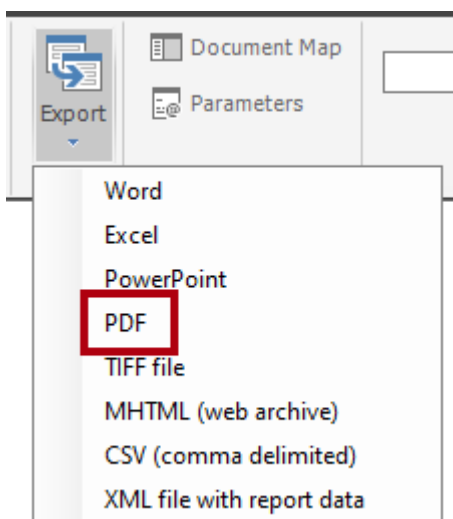 Export
Document Map
Parameters
Word
Excel
PowerPoint
PDF
TIFF file
MHTML (web archive)
CSV (comma delimited)
XML file with report data